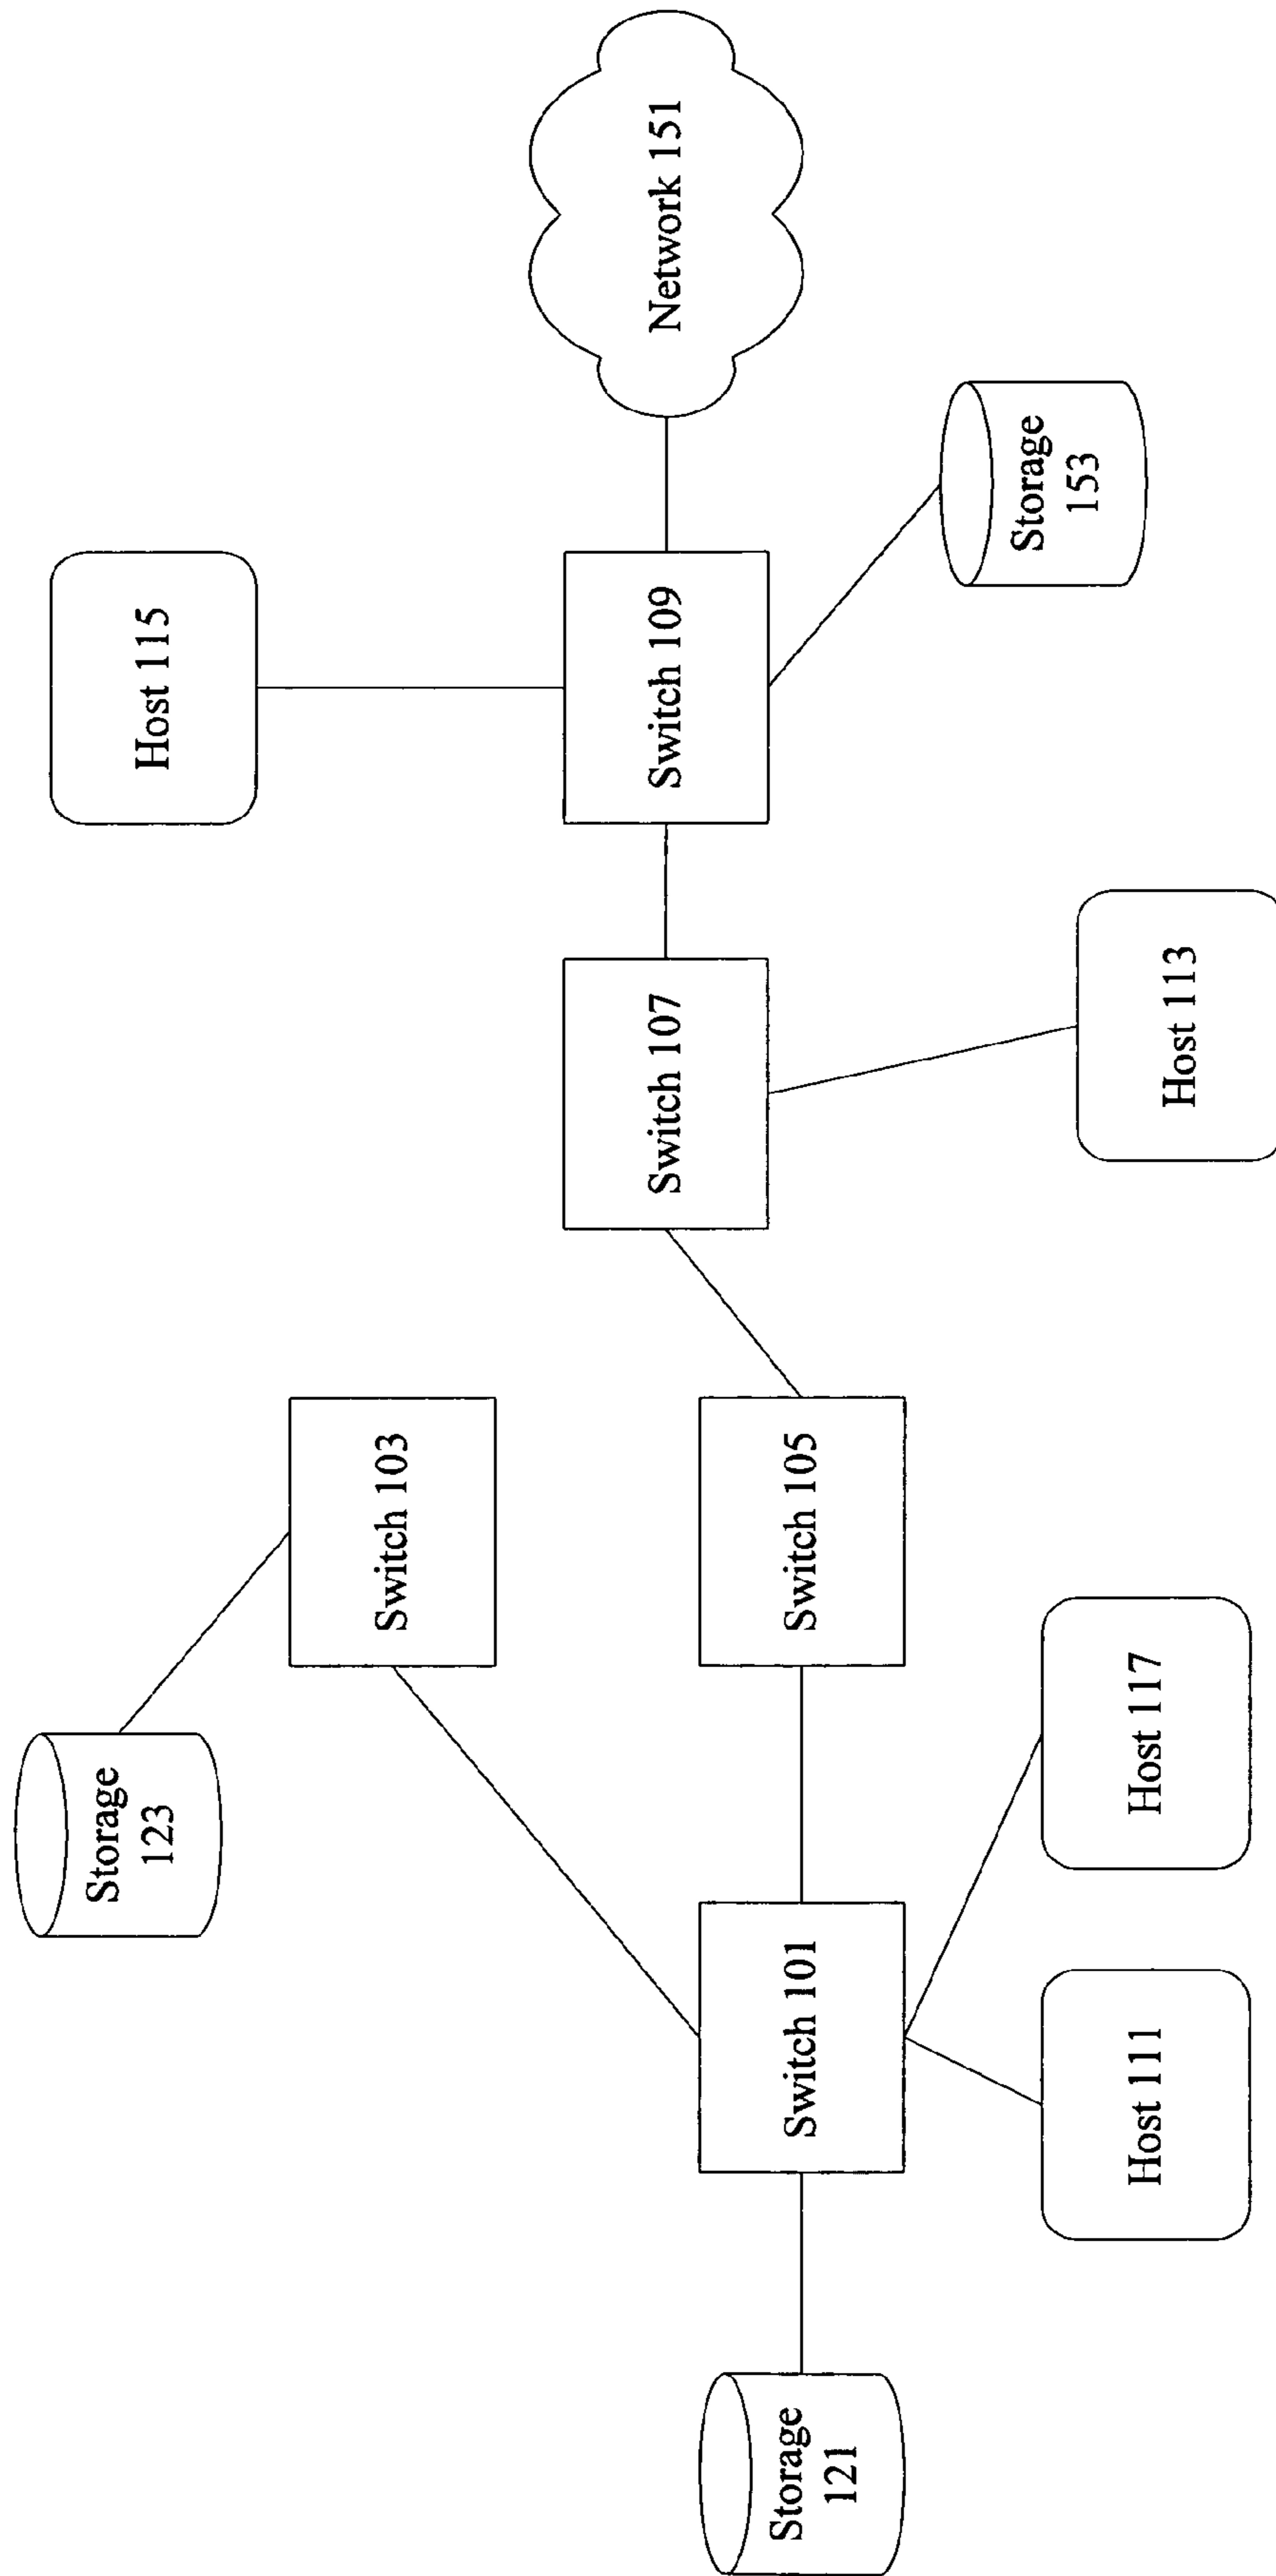 Host 115
Storage
123
Switch 103
Switch 107
Switch 109
Network 151
Storage
121
Switch 101
Switch 105
Storage
153
Host 111
Host 117
Host 113